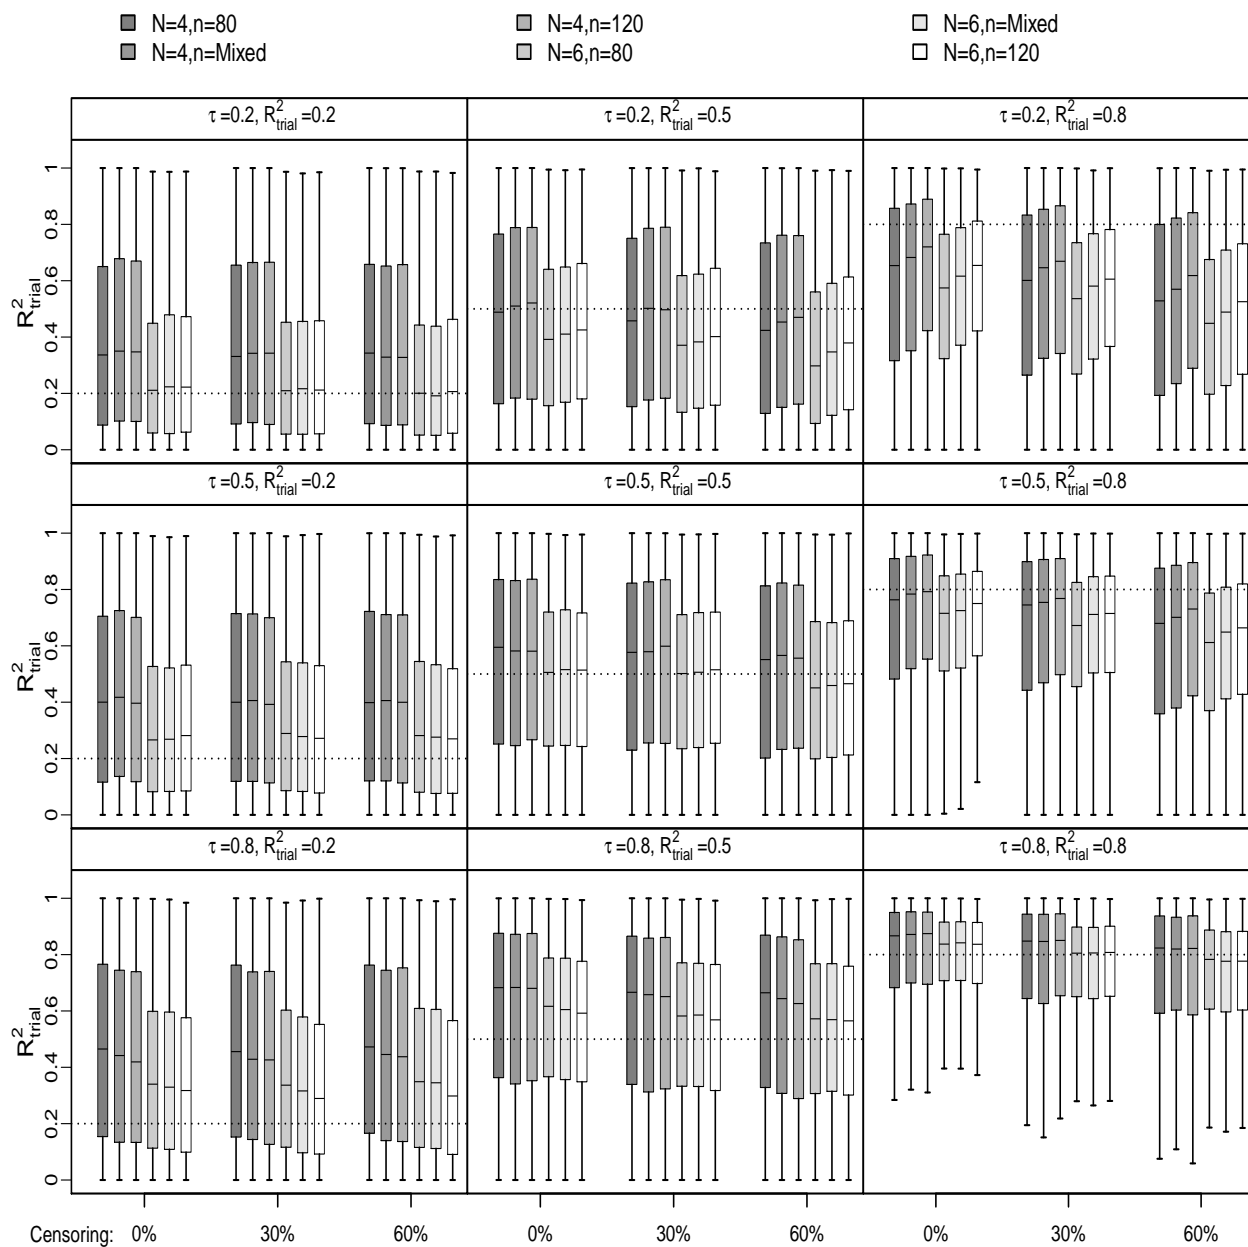 N=4,n=80 N=4,n=120 N=6,n=Mixed
N=4,n=Mixed N=6,n=80 N=6,n=120
τ =0.2, R²trial =0.2 τ =0.2, R²trial =0.5 τ =0.2, R²trial =0.8
R²trial
1
0.8
0.6
0.4
0.2
0
τ=0.5, R²trial =0.2 τ=0.5, R²trial =0.5 τ=0.5, R²trial =0.8
R²trial
1
0.8
0.6
0.4
0.2
0
τ=0.8, R²trial =0.2 τ=0.8, R²trial =0.5 τ=0.8, R²trial =0.8
R²trial
1
0.8
0.6
0.4
0.2
0
Censoring: 0% 30% 60% 0% 30% 60% 0% 30% 60%